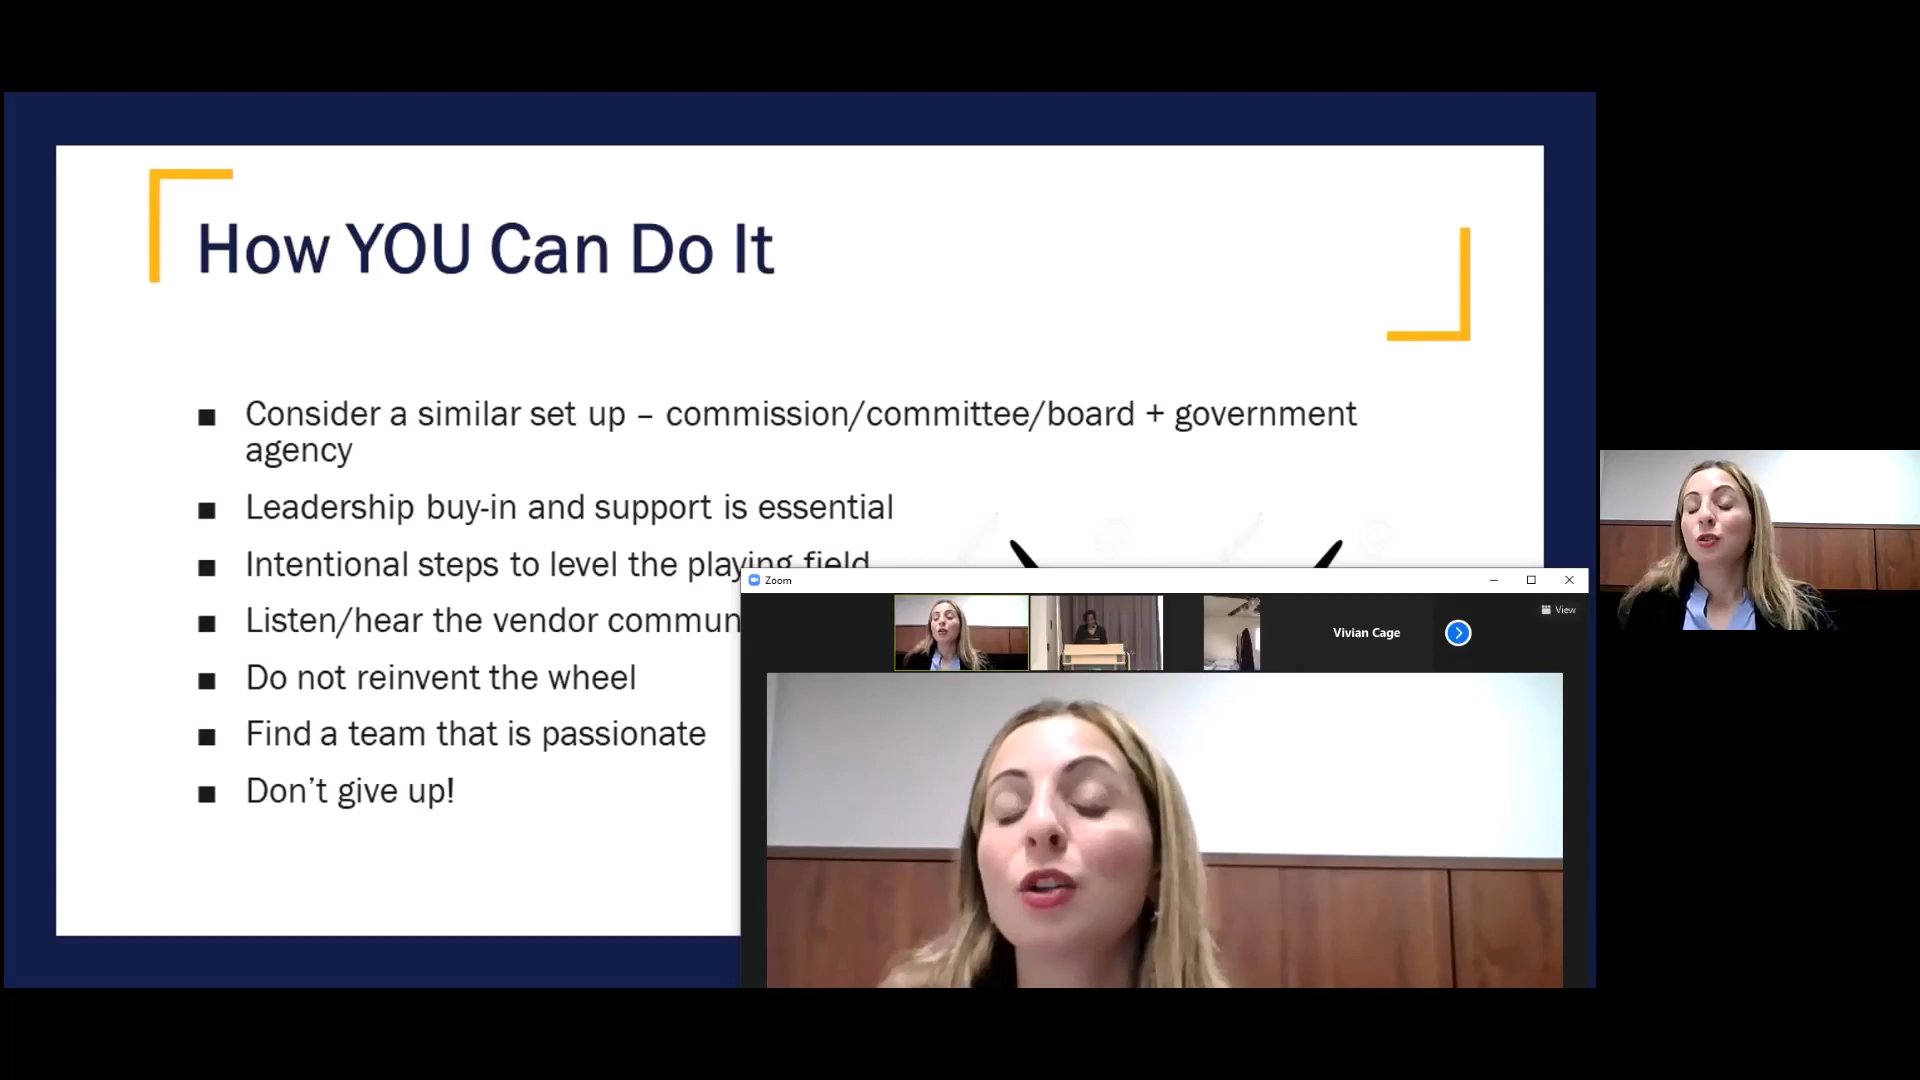 How YOU Can Do It
■ Consider a similar set up – commission/committee/board + government
agency
■ Leadership buy-in and support is essential
■ Intentional steps to level the playing field
■ Listen/hear the vendor commun
■ Do not reinvent the wheel
■ Find a team that is passionate
■ Don’t give up!
Zoom
View
Vivian Cage